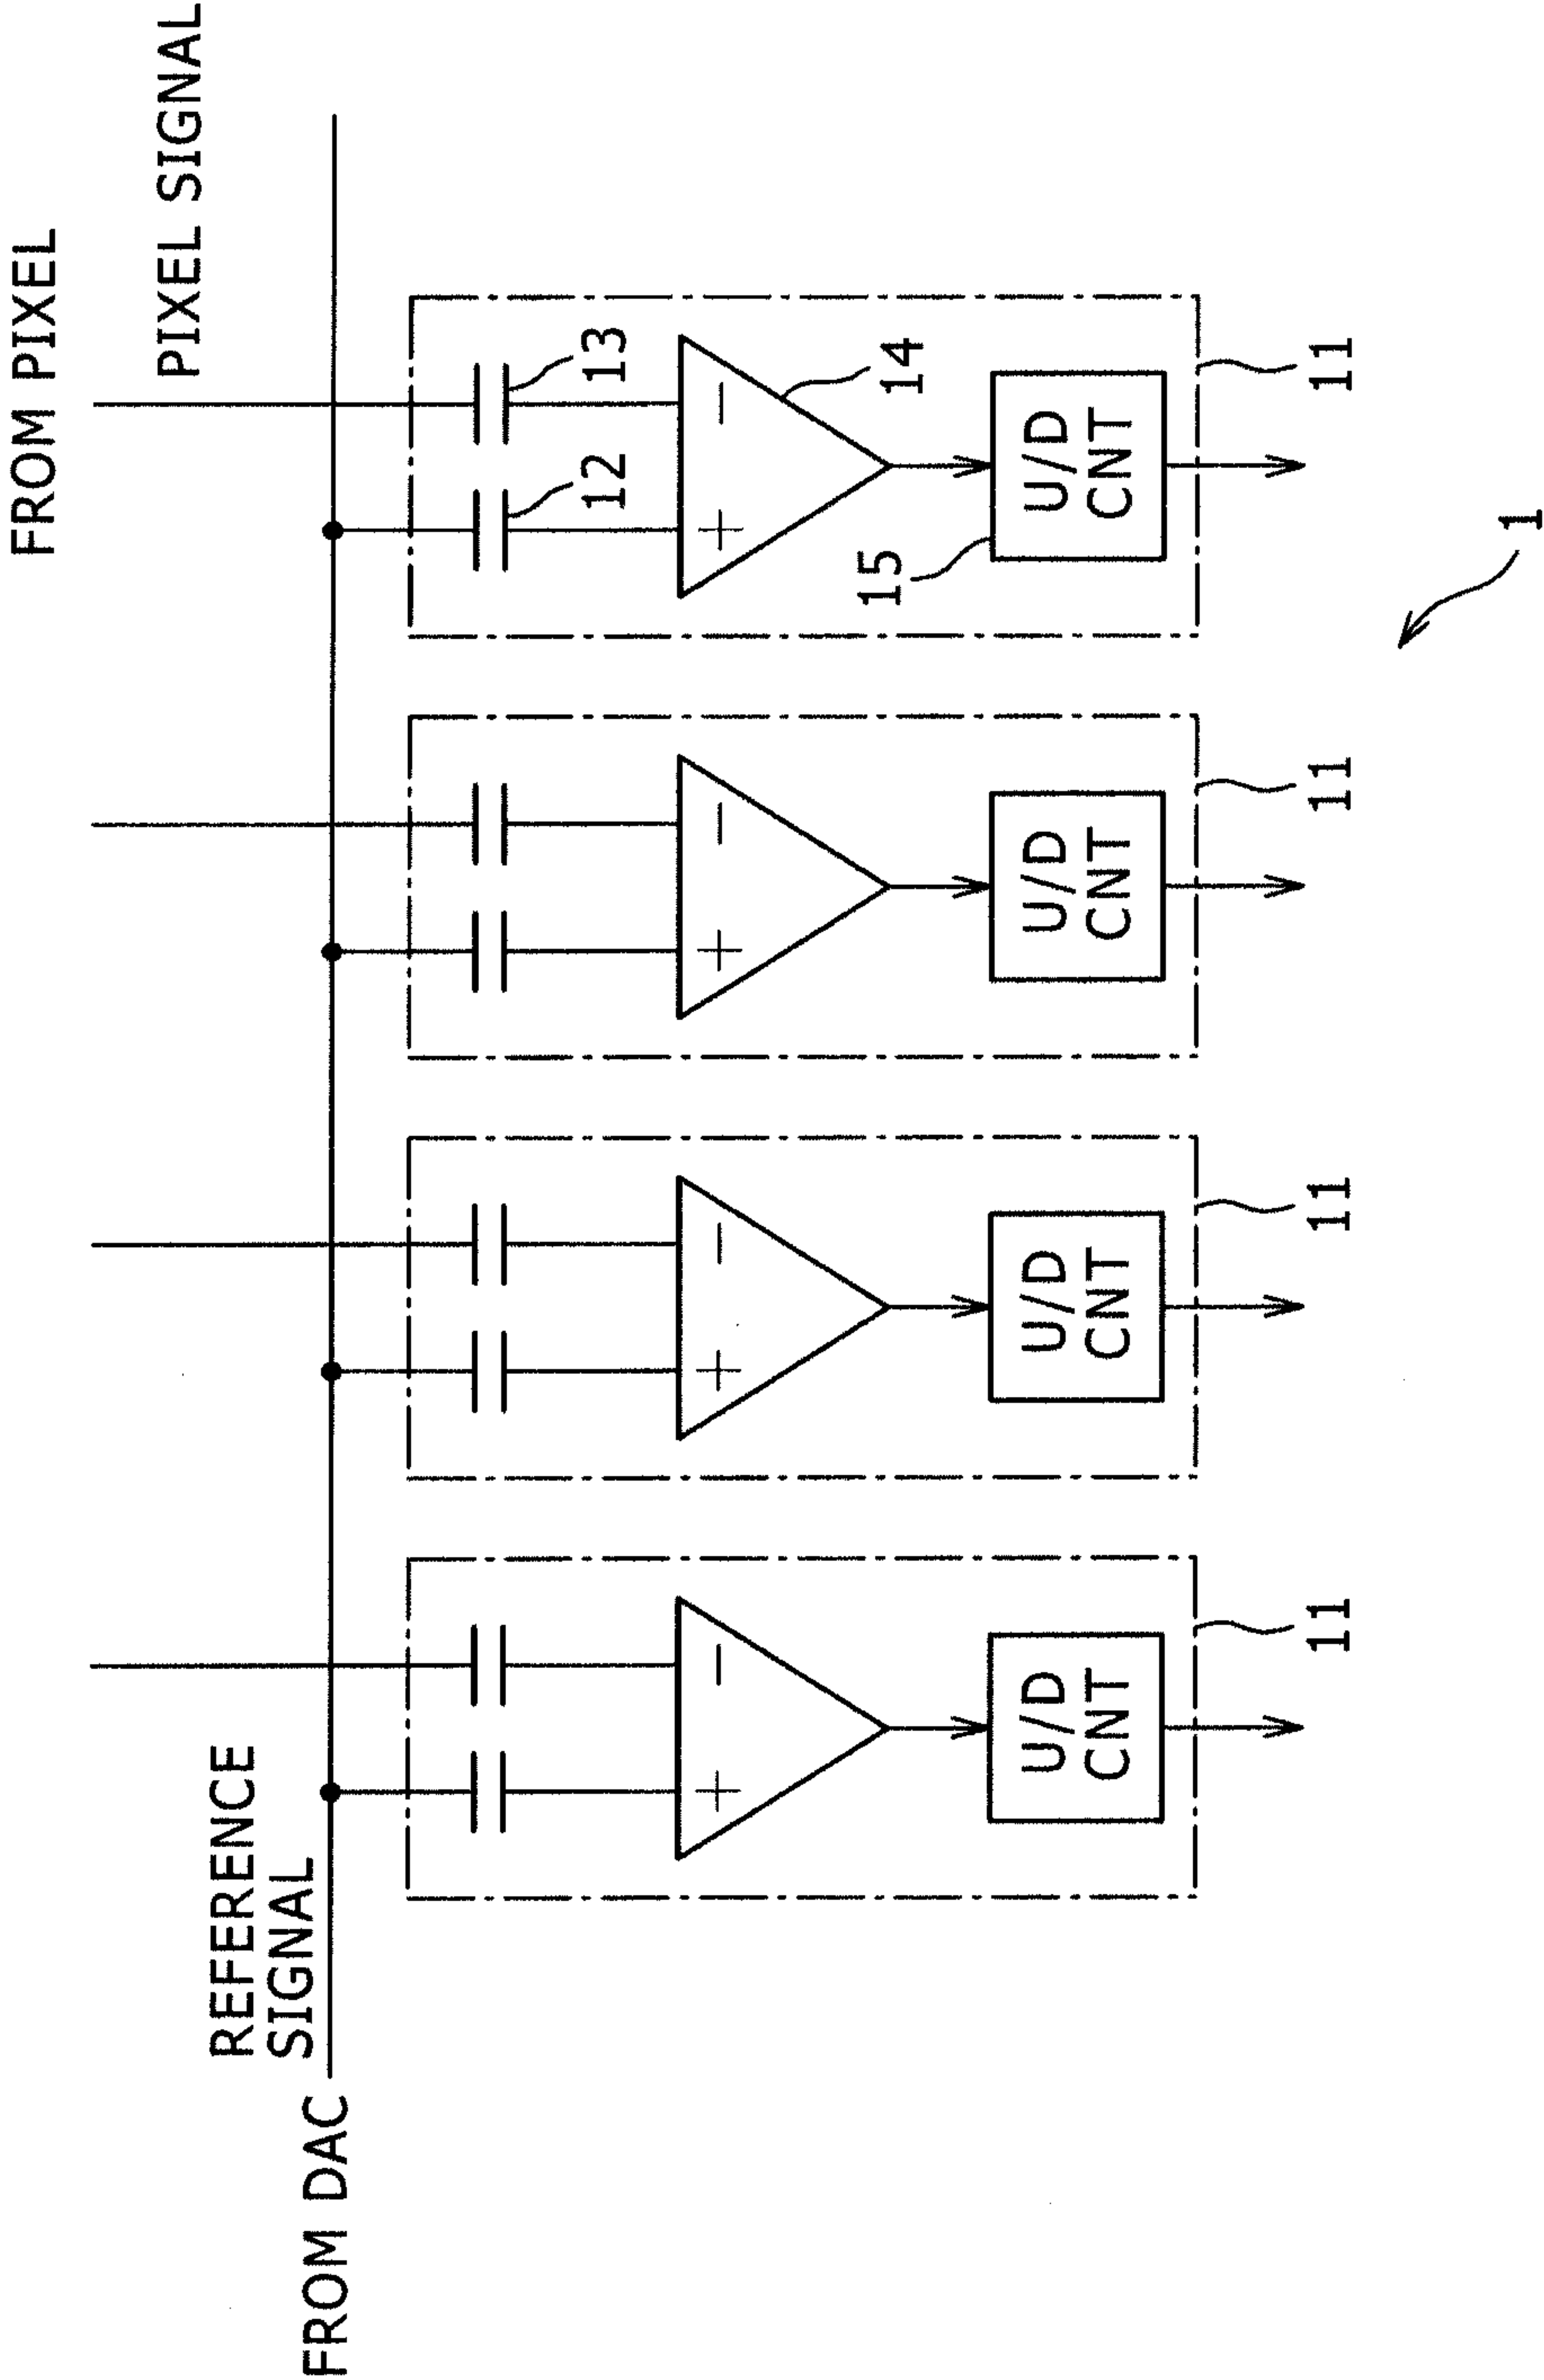 FROM PIXEL
PIXEL SIGNAL
REFERENCE
SIGNAL
FROM DAC
12
13
+
−
+
−
+
−
+
−
14
15
U/D
CNT
U/D
CNT
U/D
CNT
U/D
CNT
11
11
11
11
1